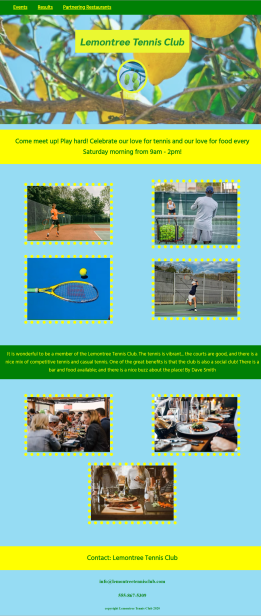 Events Results Partnering Restaurants
Lemontree Tennis Club
Come meet up! Play hard! Celebrate our love for tennis and our love for food every
Saturday morning from 9am - 2pm!
It is wonderful to be a member of the Lemontree Tennis Club. The tennis is vibrant., the courts are good, and there is a
nice mix of competitive tennis and casual tennis. One of the great benefits is that the club is also a social club! There is a
bar and food available, and there is a nice buzz about the place! By Dave Smith
Contact: Lemontree Tennis Club
info@lemontreetennisclub.com
555-867-5309
copyright Lemontree Tennis Club 2020